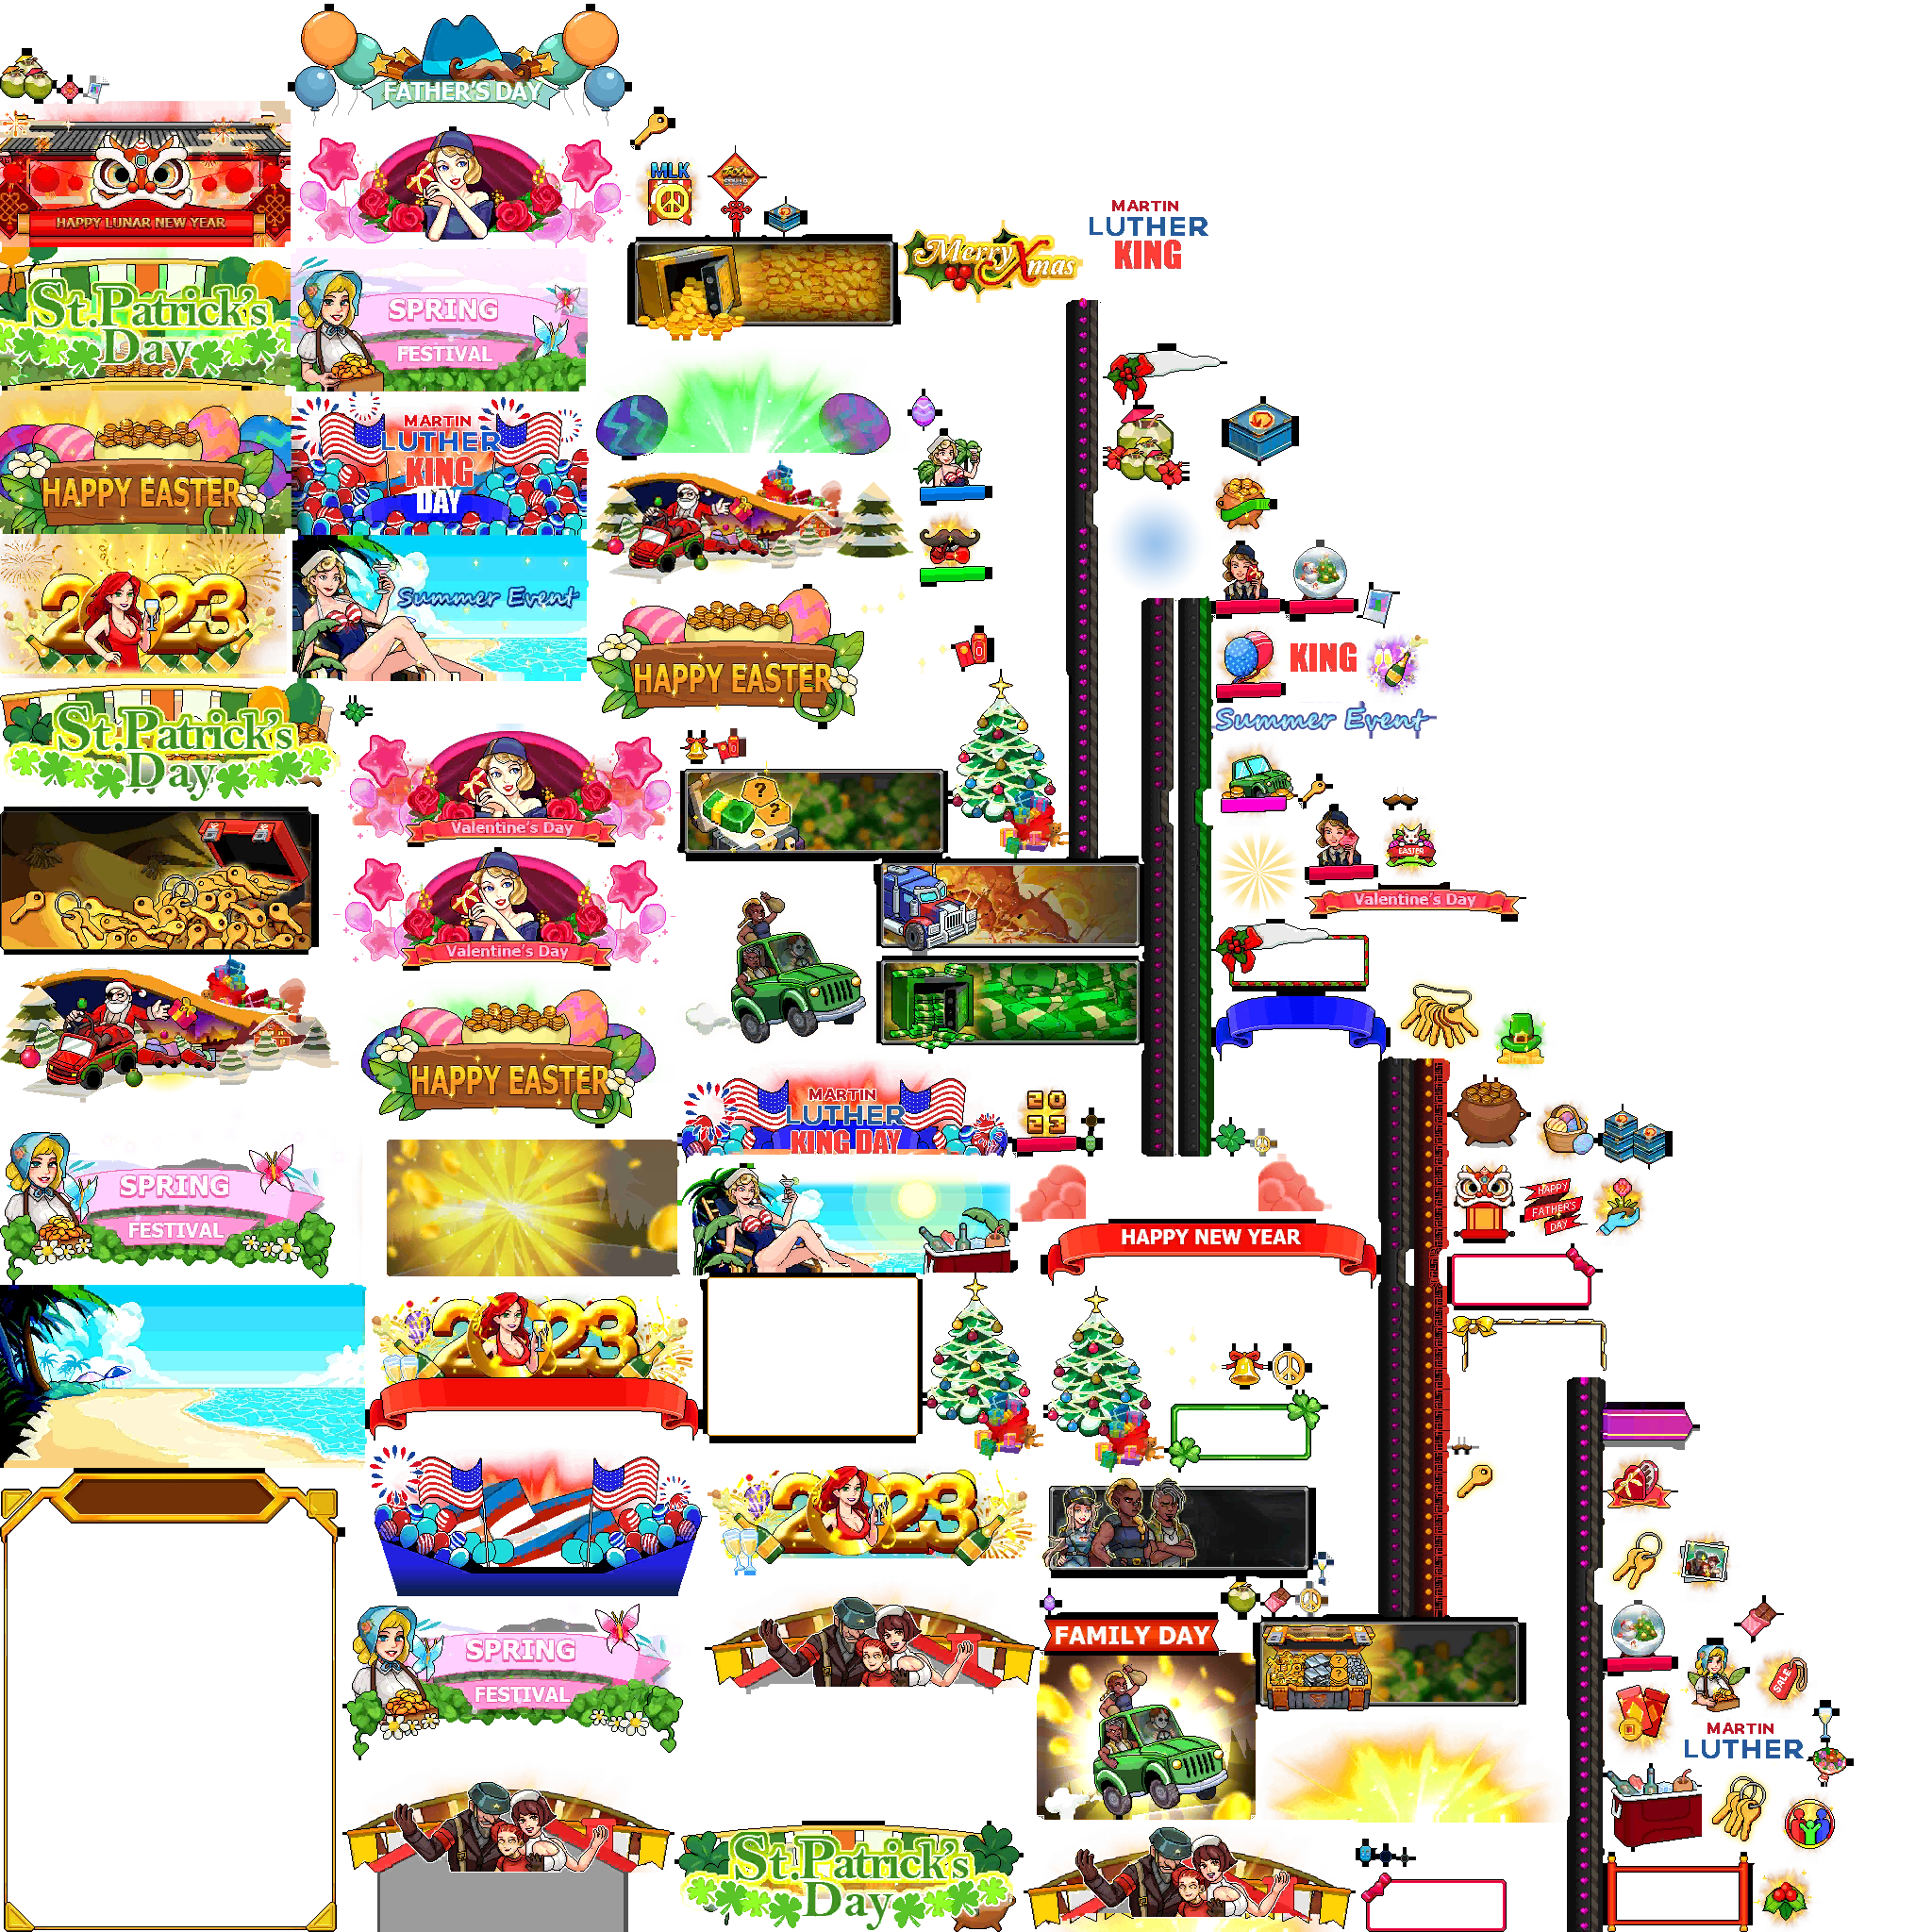 FATHER'S DAY
HAPPY LUNAR NEW YEAR
MLK
MARTIN
LUTHER
KING
Merry Xmas
St.Patrick's
Day
SPRING
FESTIVAL
HAPPY EASTER
MARTIN
LUTHER
KING
DAY
2023
Summer Event
HAPPY EASTER
KING
Summer Event
St.Patrick's
Day
Valentine's Day
? ?
EASTER
Valentine's Day
Valentine's Day
HAPPY EASTER
MARTIN
LUTHER
KING DAY
20
23
SPRING
FESTIVAL
HAPPY
FATHER'S
DAY
HAPPY NEW YEAR
2023
2023
FAMILY DAY
SPRING
FESTIVAL
SALE
MARTIN
LUTHER
St.Patrick's
Day